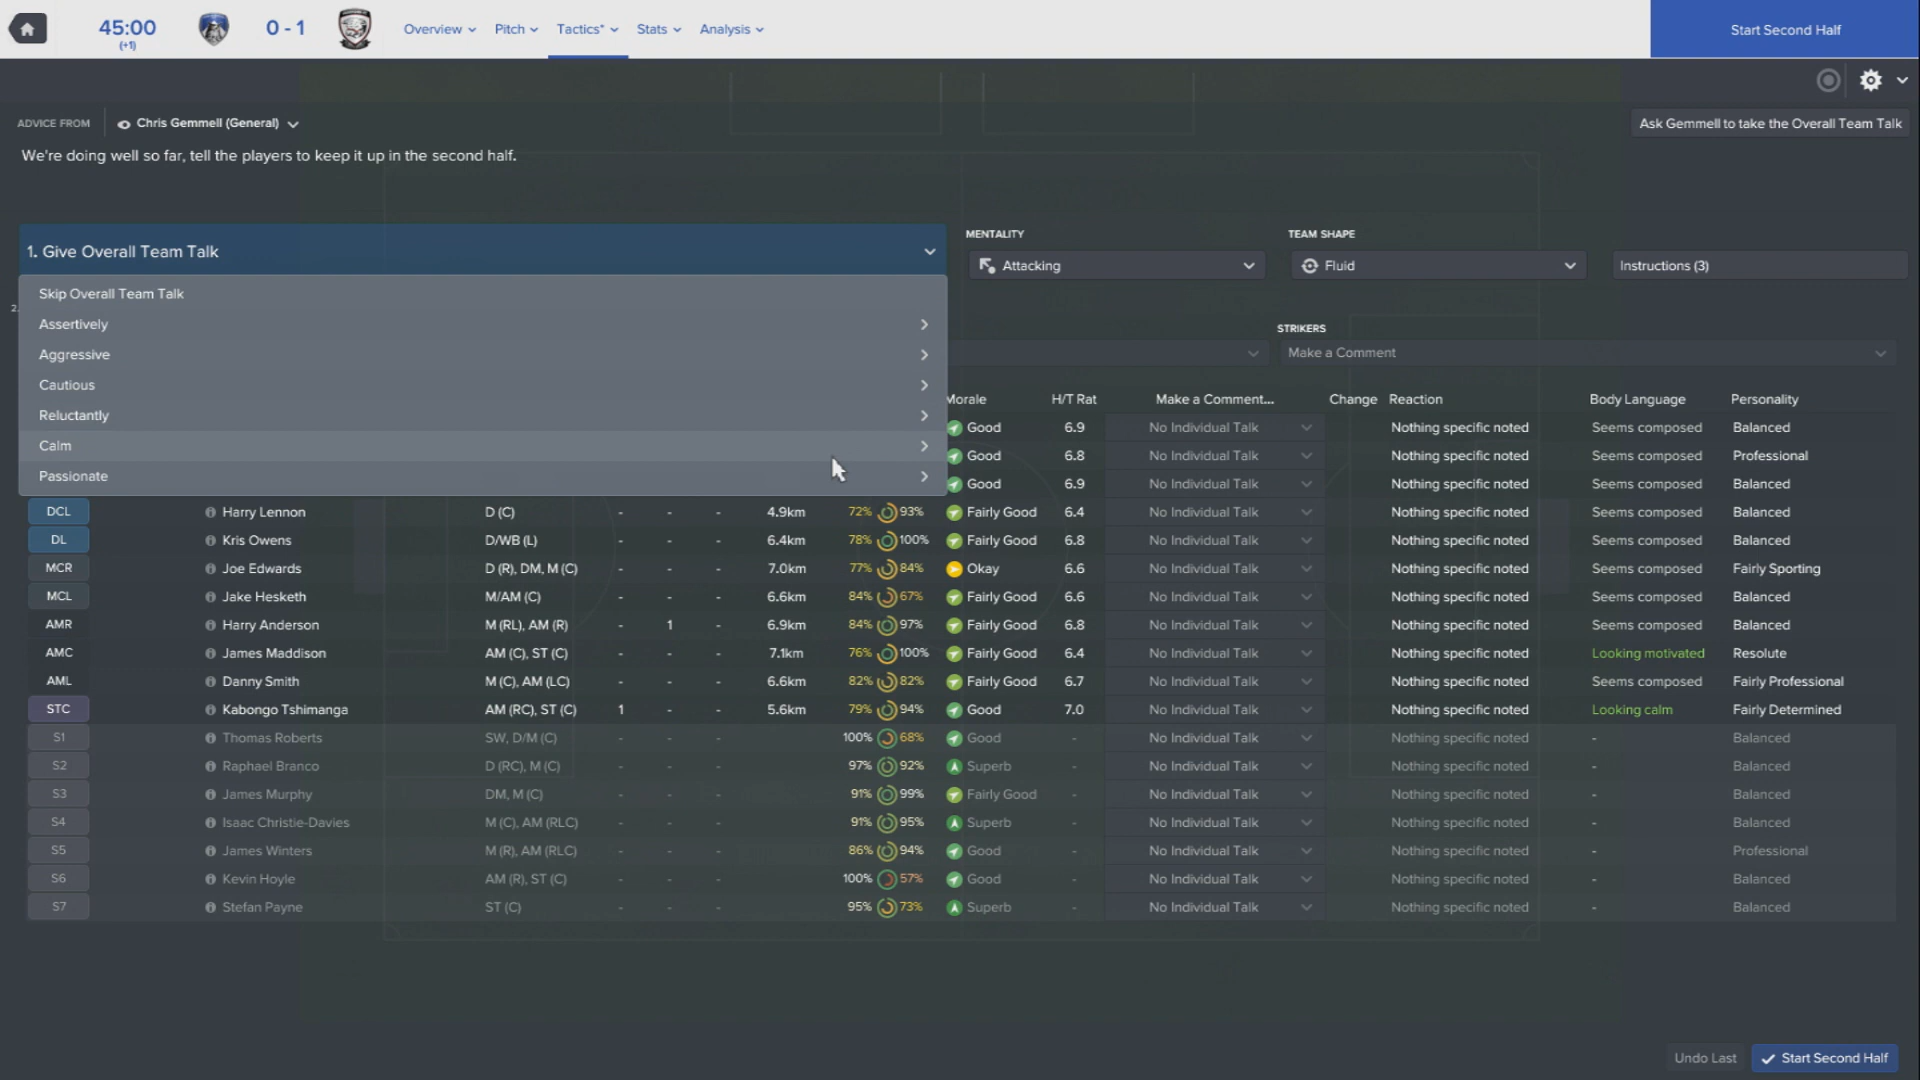 45:00
(+1)
0 - 1
Overview
Pitch
Tactics*
Stats
Analysis
Start Second Half
ADVICE FROM
Chris Gemmell (General)
Ask Gemmell to take the Overall Team Talk
We're doing well so far, tell the players to keep it up in the second half.
1. Give Overall Team Talk
MENTALITY
Attacking
TEAM SHAPE
Fluid
Instructions (3)
Skip Overall Team Talk
Assertively
Aggressive
Cautious
Reluctantly
Calm
Passionate
2.
STRIKERS
Make a Comment
Morale H/T Rat Make a Comment... Change Reaction Body Language Personality
Good 6.9 No Individual Talk Nothing specific noted Seems composed Balanced
Good 6.8 No Individual Talk Nothing specific noted Seems composed Professional
Good 6.9 No Individual Talk Nothing specific noted Seems composed Balanced
DCL Harry Lennon D (C) - - - 4.9km 72% 93% Fairly Good 6.4 No Individual Talk Nothing specific noted Seems composed Balanced
DL Kris Owens D/WB (L) - - - 6.4km 78% 100% Fairly Good 6.8 No Individual Talk Nothing specific noted Seems composed Balanced
MCR Joe Edwards D (R), DM, M (C) - - - 7.0km 77% 84% Okay 6.6 No Individual Talk Nothing specific noted Seems composed Fairly Sporting
MCL Jake Hesketh M/AM (C) - - - 6.6km 84% 67% Fairly Good 6.6 No Individual Talk Nothing specific noted Seems composed Balanced
AMR Harry Anderson M (RL), AM (R) - 1 - 6.9km 84% 97% Fairly Good 6.8 No Individual Talk Nothing specific noted Seems composed Balanced
AMC James Maddison AM (C), ST (C) - - - 7.1km 76% 100% Fairly Good 6.4 No Individual Talk Nothing specific noted Looking motivated Resolute
AML Danny Smith M (C), AM (LC) - - - 6.6km 82% 82% Fairly Good 6.7 No Individual Talk Nothing specific noted Seems composed Fairly Professional
STC Kabongo Tshimanga AM (RC), ST (C) 1 - - 5.6km 79% 94% Good 7.0 No Individual Talk Nothing specific noted Looking calm Fairly Determined
S1 Thomas Roberts SW, D/M (C) - - - 100% 68% Good - No Individual Talk Nothing specific noted - Balanced
S2 Raphael Branco D (RC), M (C) - - - 97% 92% Superb - No Individual Talk Nothing specific noted - Balanced
S3 James Murphy DM, M (C) - - - 91% 99% Fairly Good - No Individual Talk Nothing specific noted - Balanced
S4 Isaac Christie-Davies M (C), AM (RLC) - - - 91% 95% Superb - No Individual Talk Nothing specific noted - Balanced
S5 James Winters M (R), AM (RLC) - - - 86% 94% Good - No Individual Talk Nothing specific noted - Professional
S6 Kevin Hoyle AM (R), ST (C) - - - 100% 57% Good - No Individual Talk Nothing specific noted - Balanced
S7 Stefan Payne ST (C) - - - 95% 73% Superb - No Individual Talk Nothing specific noted - Balanced
Undo Last
Start Second Half